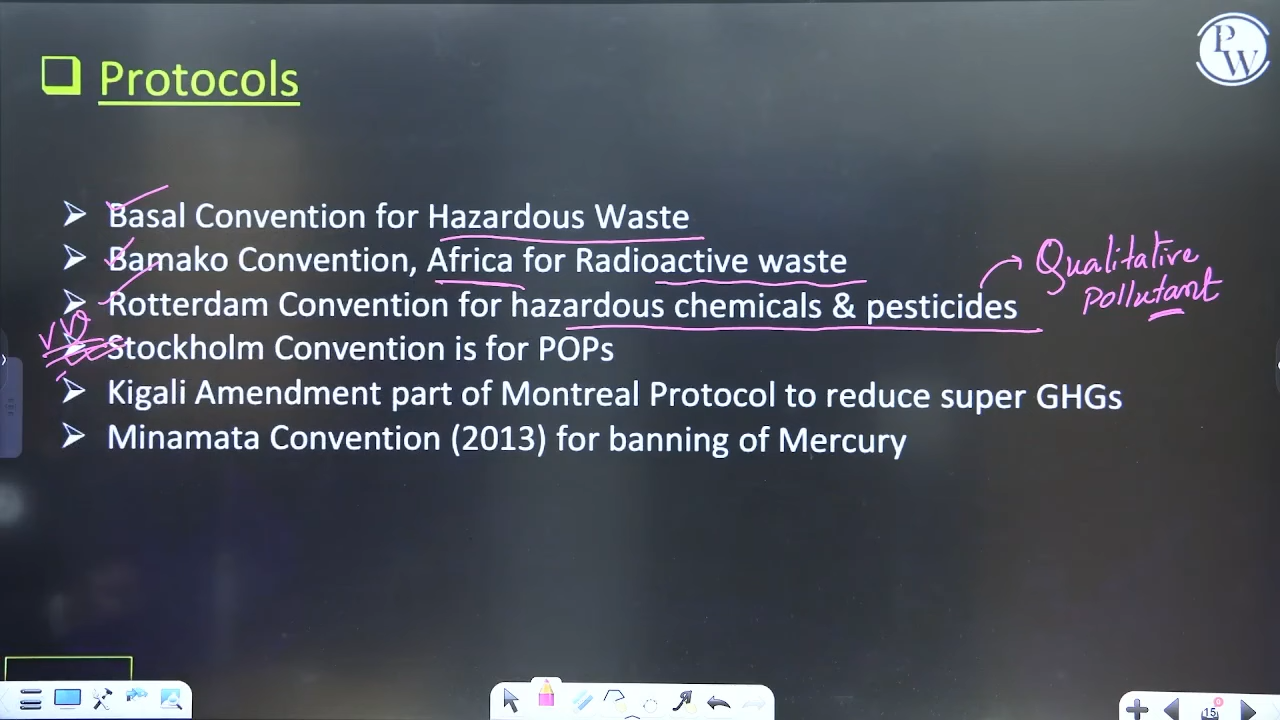 PW
Protocols
Basal Convention for Hazardous Waste
Bamako Convention, Africa for Radioactive waste
Rotterdam Convention for hazardous chemicals & pesticides
Qualitative
pollutant
Stockholm Convention is for POPs
Kigali Amendment part of Montreal Protocol to reduce super GHGs
Minamata Convention (2013) for banning of Mercury
15